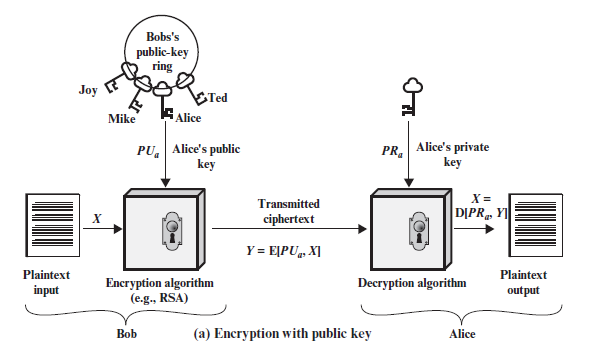 Bobs's
public-key
ring
Joy
Ted
Mike
Alice
PUa
Alice's public
key
PRa
Alice's private
key
X
Transmitted
ciphertext
X =
D[PRa, Y]
Y = E[PUa, X]
Plaintext
input
Encryption algorithm
(e.g., RSA)
Decryption algorithm
Plaintext
output
Bob
(a) Encryption with public key
Alice